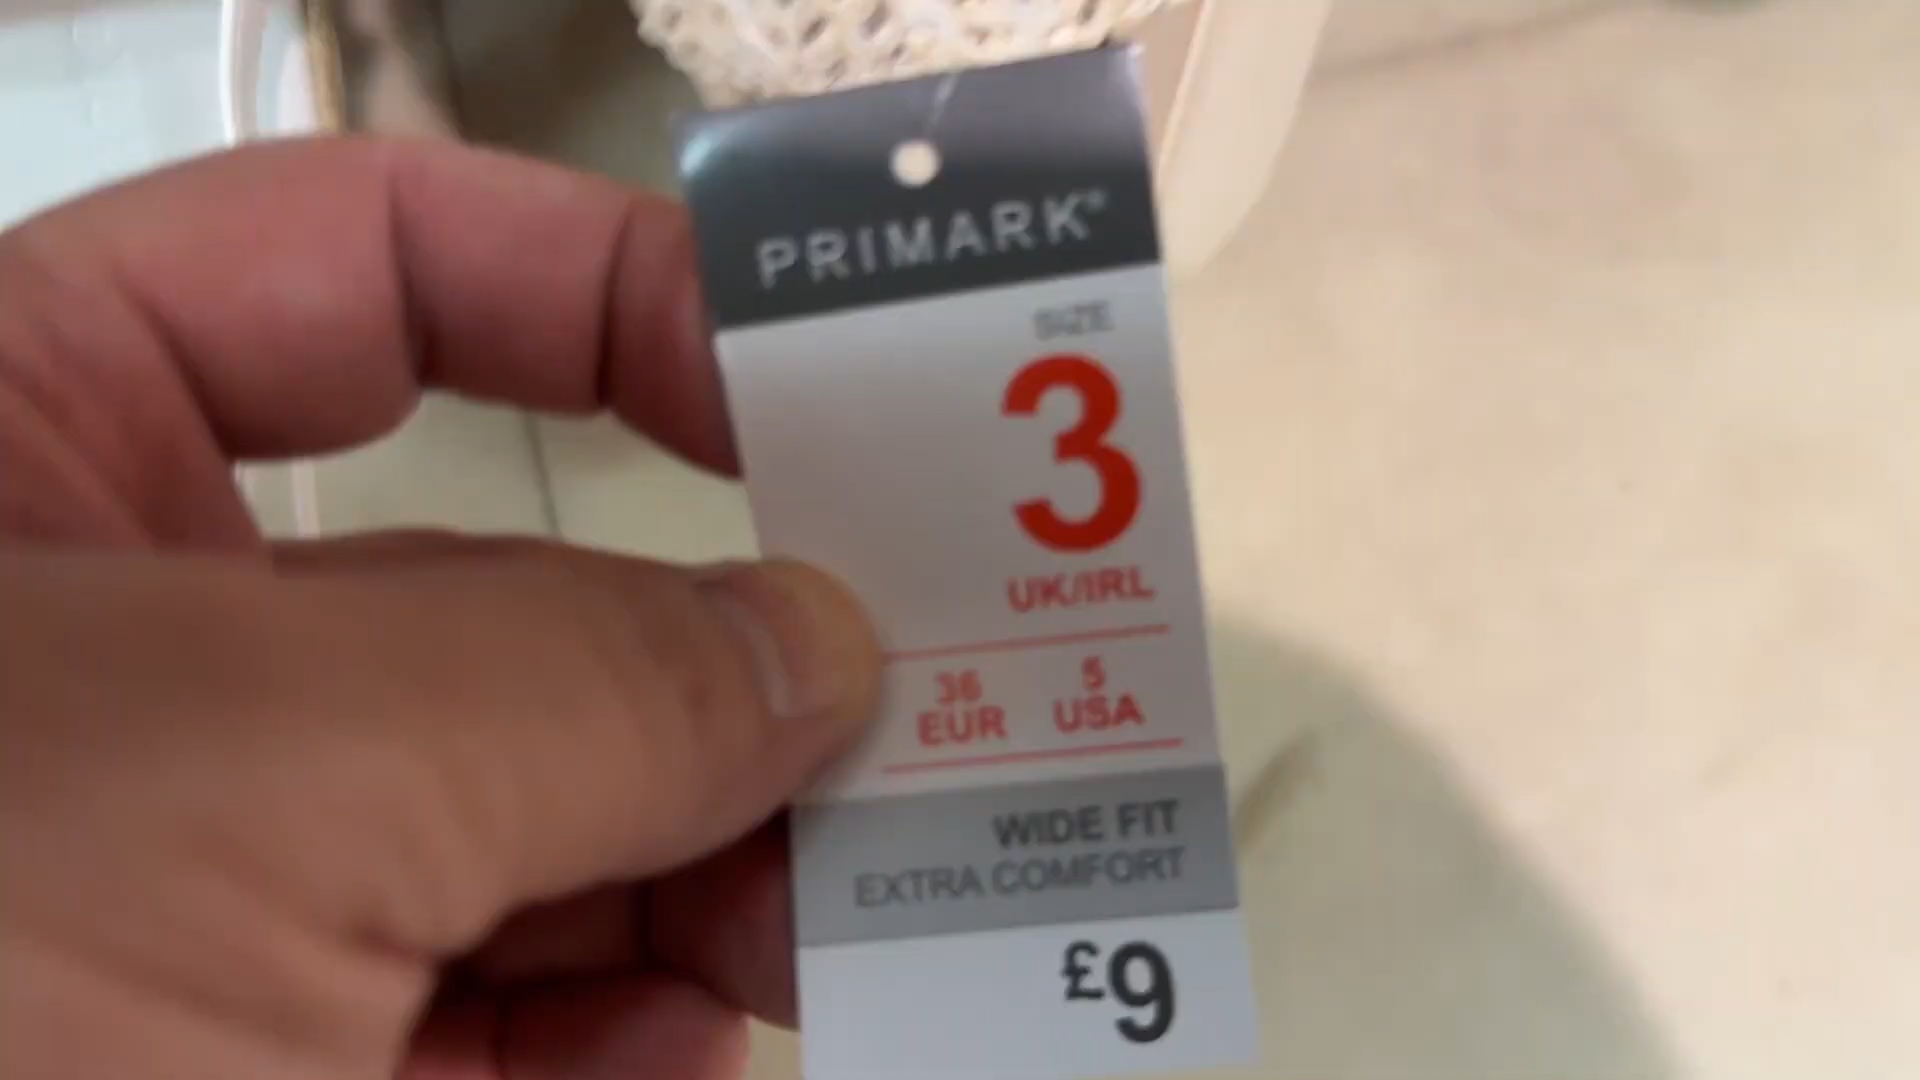 PRIMARK®
SIZE
3
UK/IRL
36 5
EUR USA
WIDE FIT
EXTRA COMFORT
£9